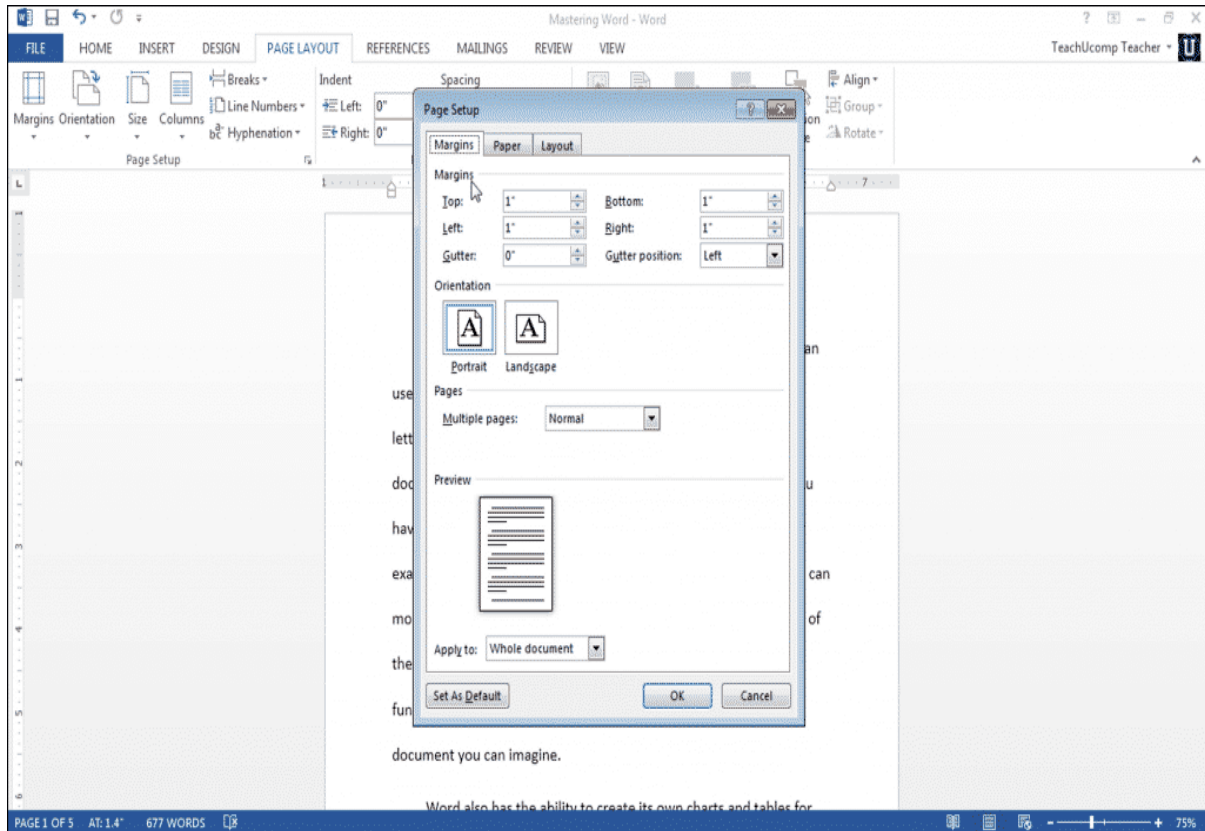 Mastering Word - Word
FILE HOME INSERT DESIGN PAGE LAYOUT REFERENCES MAILINGS REVIEW VIEW TeachUcomp Teacher
Margins Orientation Size Columns
Breaks
Line Numbers
Hyphenation
Page Setup
Indent Spacing
Left: 0"
Right: 0"
Align
Group
Rotate
Page Setup
Margins Paper Layout
Margins
Top: 1" Bottom: 1"
Left: 1" Right: 1"
Gutter: 0" Gutter position: Left
Orientation
Portrait Landscape
Pages
Multiple pages: Normal
Preview
Apply to: Whole document
Set As Default OK Cancel
an
use
lett
doc u
hav
exa can
mo of
the
fun
document you can imagine.
Word also has the ability to create its own charts and tables for
PAGE 1 OF 5 AT: 1.4" 677 WORDS 75%